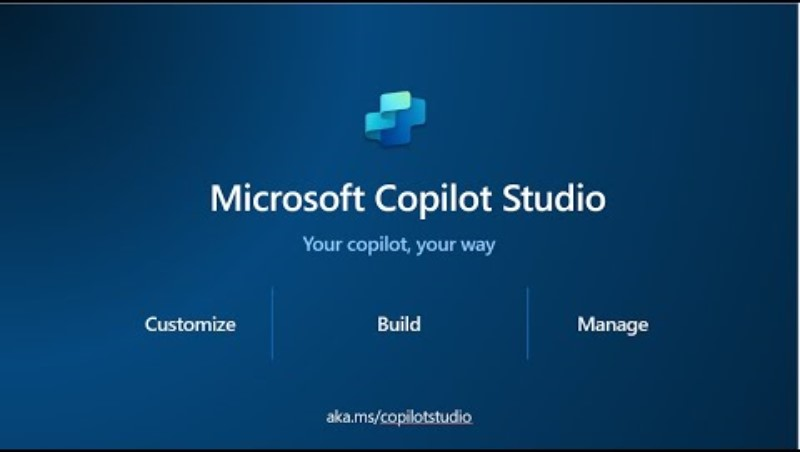 Microsoft Copilot Studio
Your copilot, your way
Customize
Build
Manage
aka.ms/copilotstudio